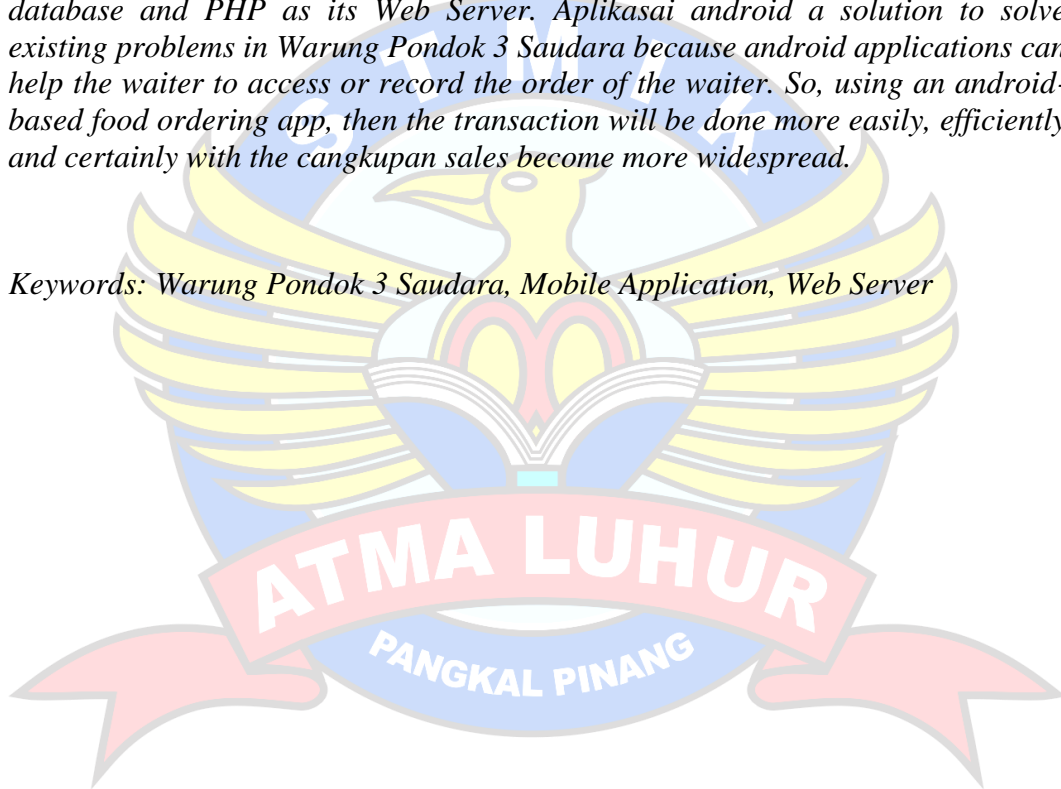 database and PHP as its Web Server. Aplikasai android a solution to solve
existing problems in Warung Pondok 3 Saudara because android applications can
help the waiter to access or record the order of the waiter. So, using an android-
based food ordering app, then the transaction will be done more easily, efficiently
and certainly with the cangkupan sales become more widespread.
Keywords: Warung Pondok 3 Saudara, Mobile Application, Web Server
STMIK
ATMA LUHUR
PANGKAL PINANG